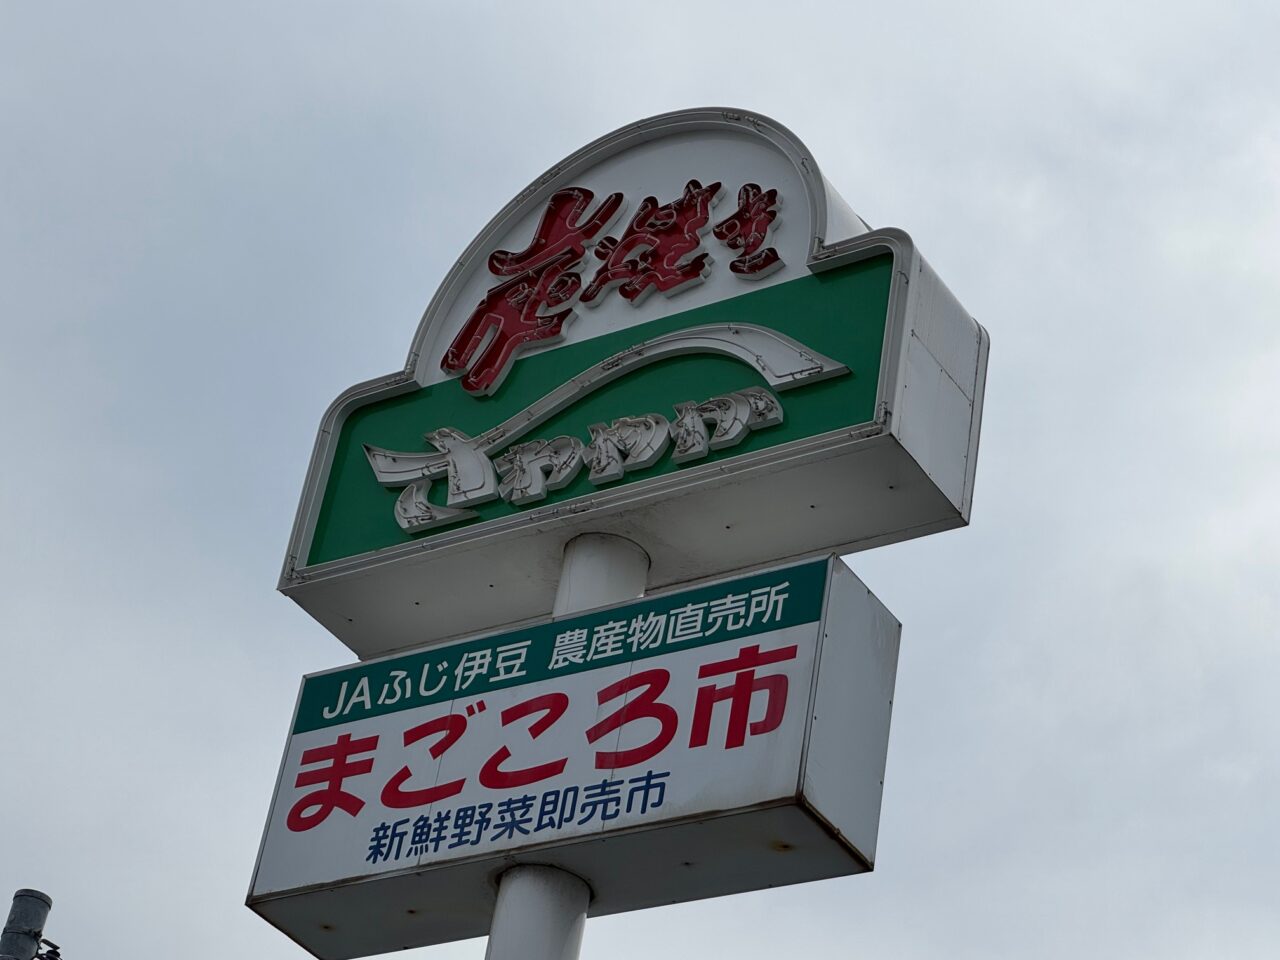 炭焼き
さわやか
JAふじ伊豆 農産物直売所
まごころ市
新鮮野菜即売市